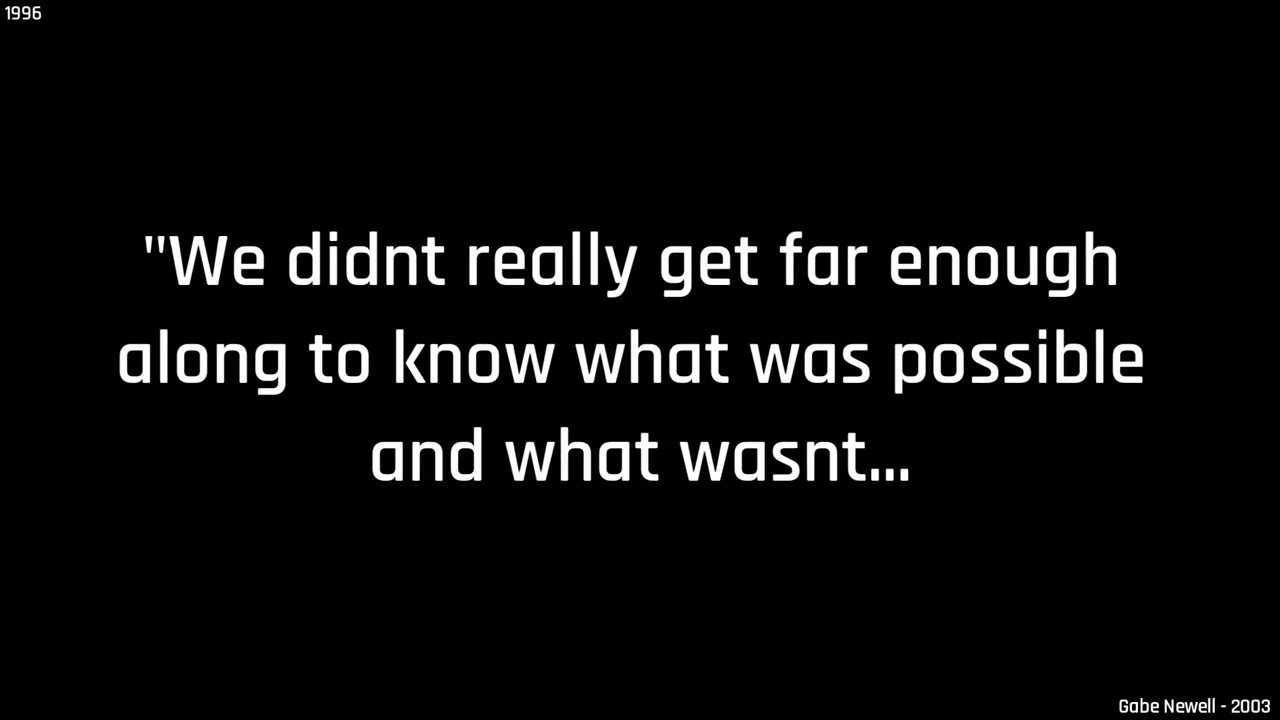 1996
"We didnt really get far enough
along to know what was possible
and what wasnt...
Gabe Newell - 2003